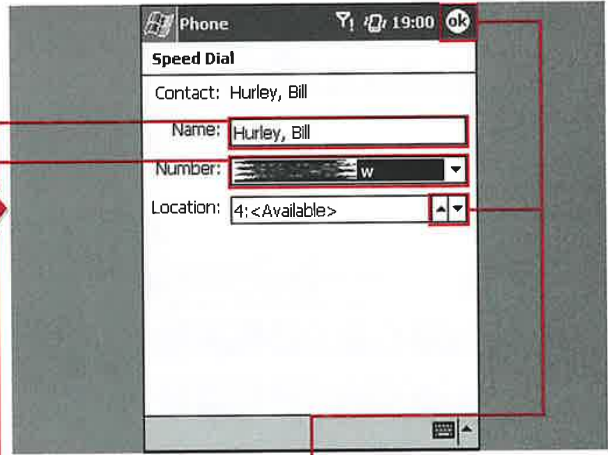 Phone 19:00 ok
Speed Dial
Contact: Hurley, Bill
Name: Hurley, Bill
Number: w
Location: 4:<Available>